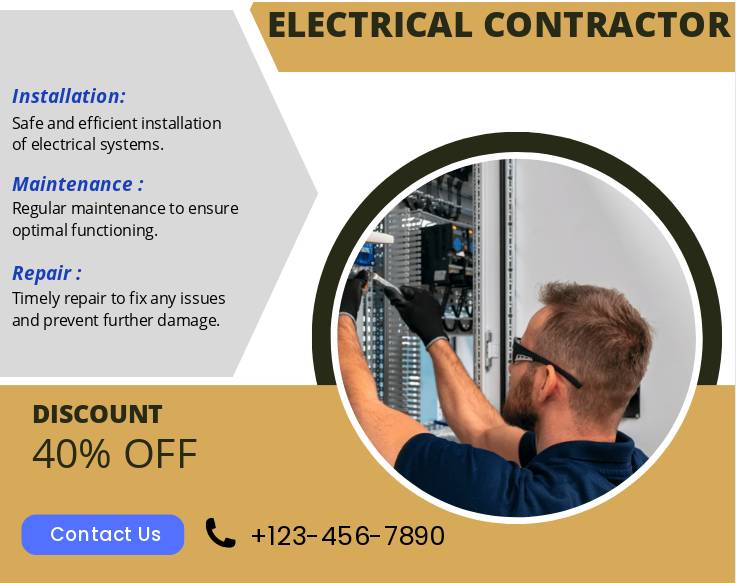 ELECTRICAL CONTRACTOR
Installation:
Safe and efficient installation
of electrical systems.
Maintenance :
Regular maintenance to ensure
optimal functioning.
Repair :
Timely repair to fix any issues
and prevent further damage.
DISCOUNT
40% OFF
Contact Us
+123-456-7890